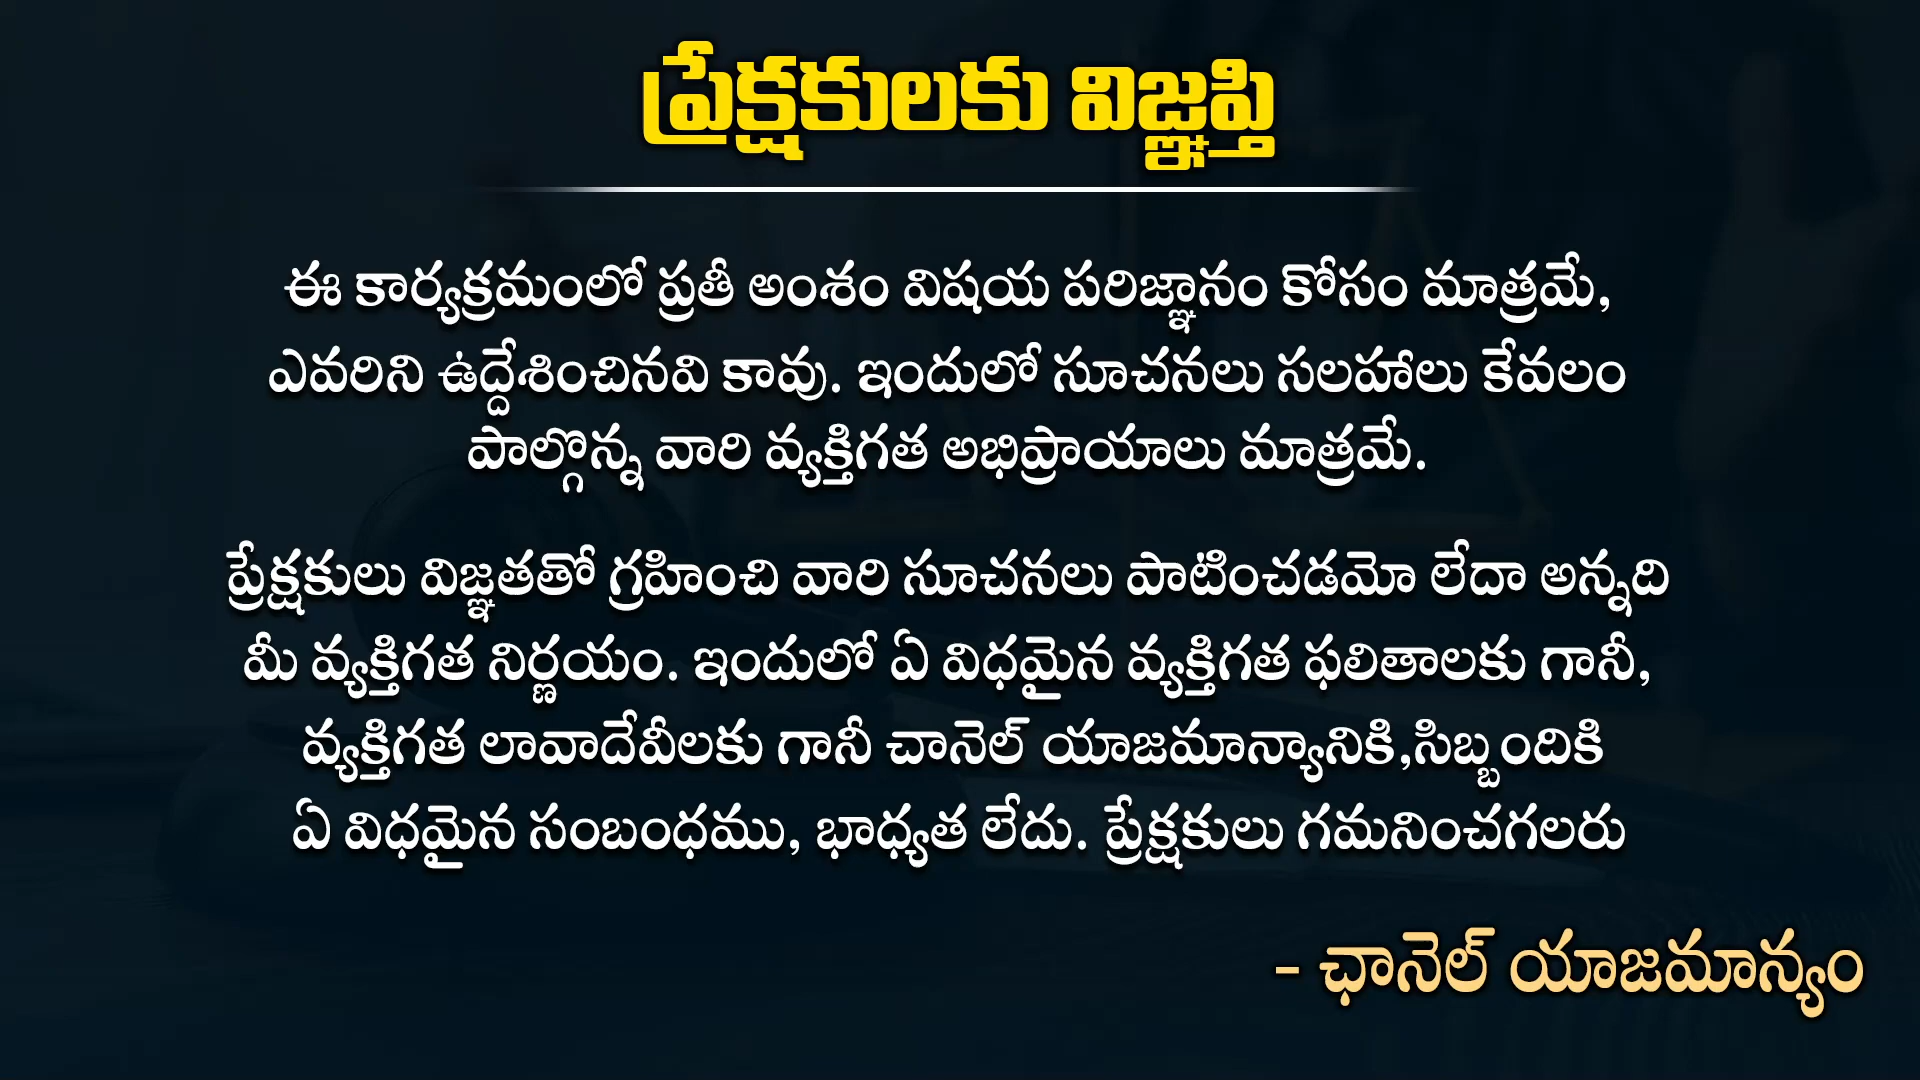 ప్రేక్షకులకు విజ్ఞప్తి
ఈ కార్యక్రమంలో ప్రతీ అంశం విషయ పరిజ్ఞానం కోసం మాత్రమే,
ఎవరిని ఉద్దేశించినవి కావు. ఇందులో సూచనలు సలహాలు కేవలం
పాల్గొన్న వారి వ్యక్తిగత అభిప్రాయాలు మాత్రమే.
ప్రేక్షకులు విజ్ఞతతో గ్రహించి వారి సూచనలు పాటించడమో లేదా అన్నది
మీ వ్యక్తిగత నిర్ణయం. ఇందులో ఏ విధమైన వ్యక్తిగత ఫలితాలకు గానీ,
వ్యక్తిగత లావాదేవీలకు గానీ చానెల్ యాజమాన్యానికి,సిబ్బందికి
ఏ విధమైన సంబంధము, భాధ్యత లేదు. ప్రేక్షకులు గమనించగలరు
- ఛానెల్ యాజమాన్యం